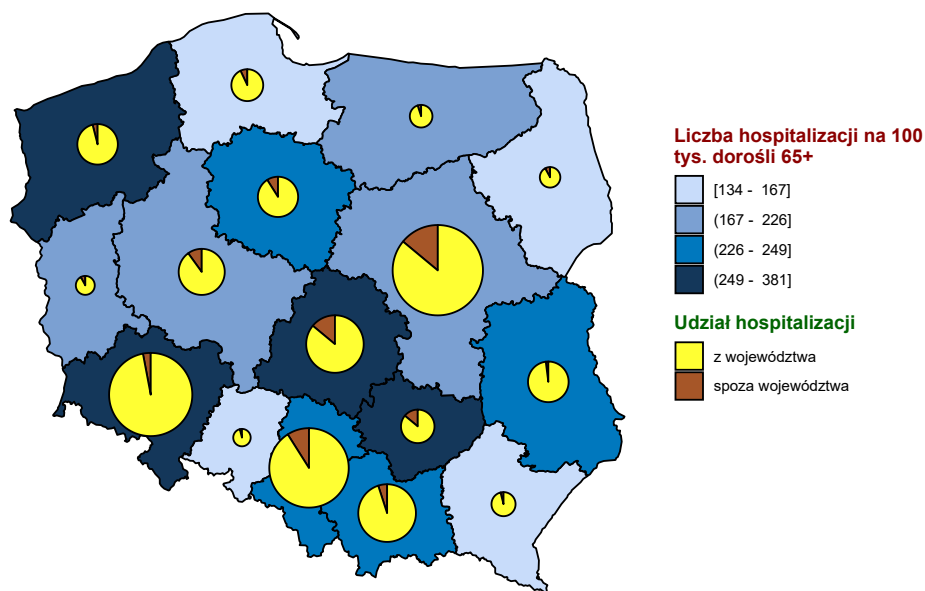 Liczba hospitalizacji na 100
tys. dorośli 65+
[134 - 167]
(167 - 226]
(226 - 249]
(249 - 381]
Udział hospitalizacji
z województwa
spoza województwa